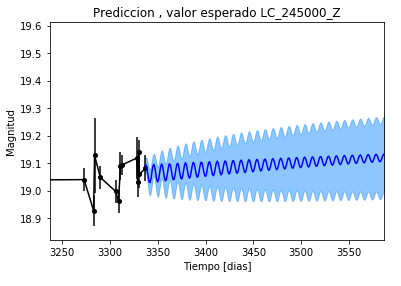 Prediccion , valor esperado LC_245000_Z
Magnitud
19.6
19.5
19.4
19.3
19.2
19.1
19.0
18.9
3250 3300 3350 3400 3450 3500 3550
Tiempo [dias]